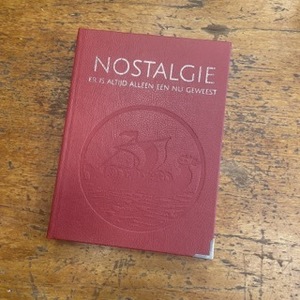 NOSTALGIE
ER IS ALTIJD ALLEEN EEN NU GEWEEST